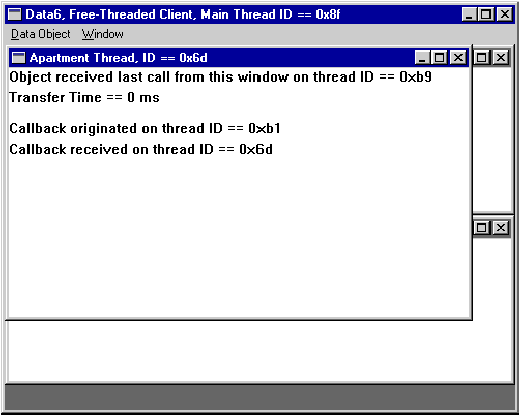 Data6, Free-Threaded Client, Main Thread ID == 0x8f
Data Object Window
Apartment Thread, ID == 0x6d
Object received last call from this window on thread ID == 0xb9
Transfer Time == 0 ms
Callback originated on thread ID == 0xb1
Callback received on thread ID == 0x6d